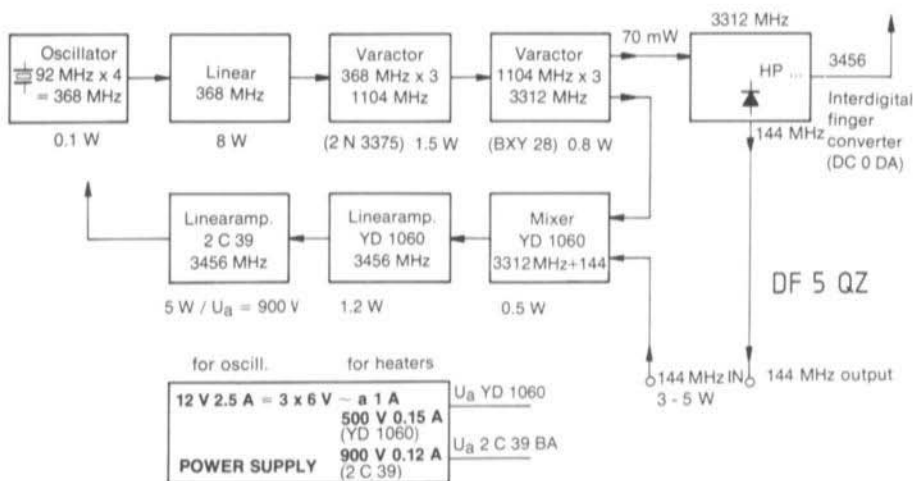 Oscillator
92 MHz x 4
= 368 MHz
0.1 W
Linear
368 MHz
8 W
Varactor
368 MHz x 3
1104 MHz
(2 N 3375) 1.5 W
Varactor
1104 MHz x 3
3312 MHz
(BXY 28) 0.8 W
70 mW
3312 MHz
HP ...
144 MHz
3456
Interdigital
finger
converter
(DC 0 DA)
Linearamp.
2 C 39
3456 MHz
5 W / Ua = 900 V
Linearamp.
YD 1060
3456 MHz
1.2 W
Mixer
YD 1060
3312 MHz+144
0.5 W
DF 5 QZ
144 MHz IN
3 - 5 W
144 MHz output
for oscill. for heaters
12 V 2.5 A = 3 x 6 V ~ a 1 A
500 V 0.15 A
(YD 1060)
900 V 0.12 A
POWER SUPPLY (2 C 39)
Ua YD 1060
Ua 2 C 39 BA